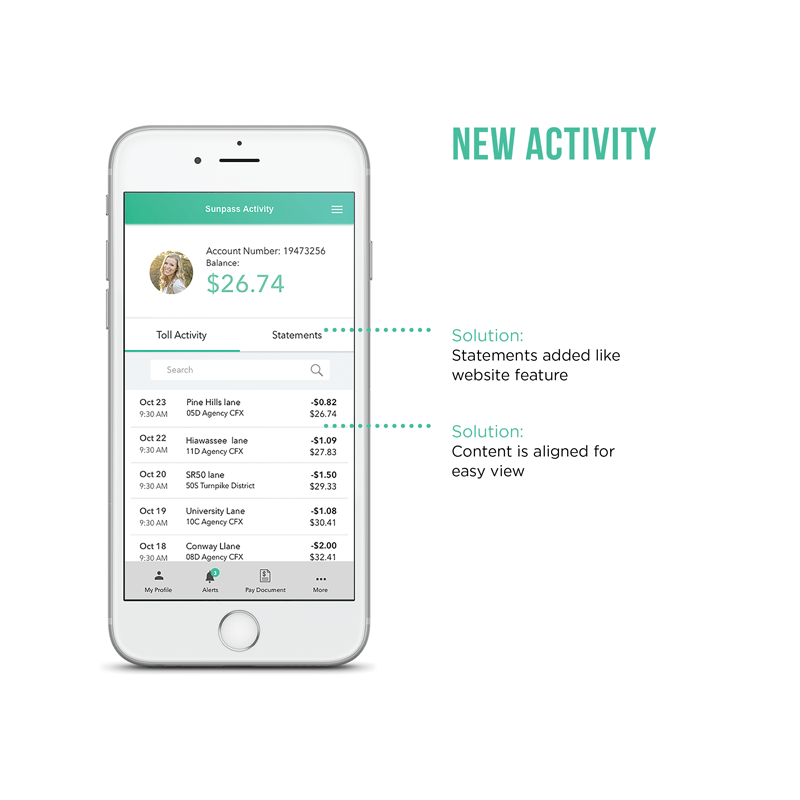 NEW ACTIVITY
Sunpass Activity
Account Number: 19473256
Balance:
$26.74
Toll Activity
Statements
Search
Oct 23 Pine Hills lane -$0.82
9:30 AM 05D Agency CFX $26.74
Oct 22 Hiawassee lane -$1.09
9:30 AM 11D Agency CFX $27.83
Oct 20 SR50 lane -$1.50
9:30 AM 50S Turnpike District $29.33
Oct 19 University Lane -$1.08
9:30 AM 10C Agency CFX $30.41
Oct 18 Conway Llane -$2.00
9:30 AM 08D Agency CFX $32.41
3
My Profile
Alerts
Pay Document
More
Solution:
Statements added like
website feature
Solution:
Content is aligned for
easy view